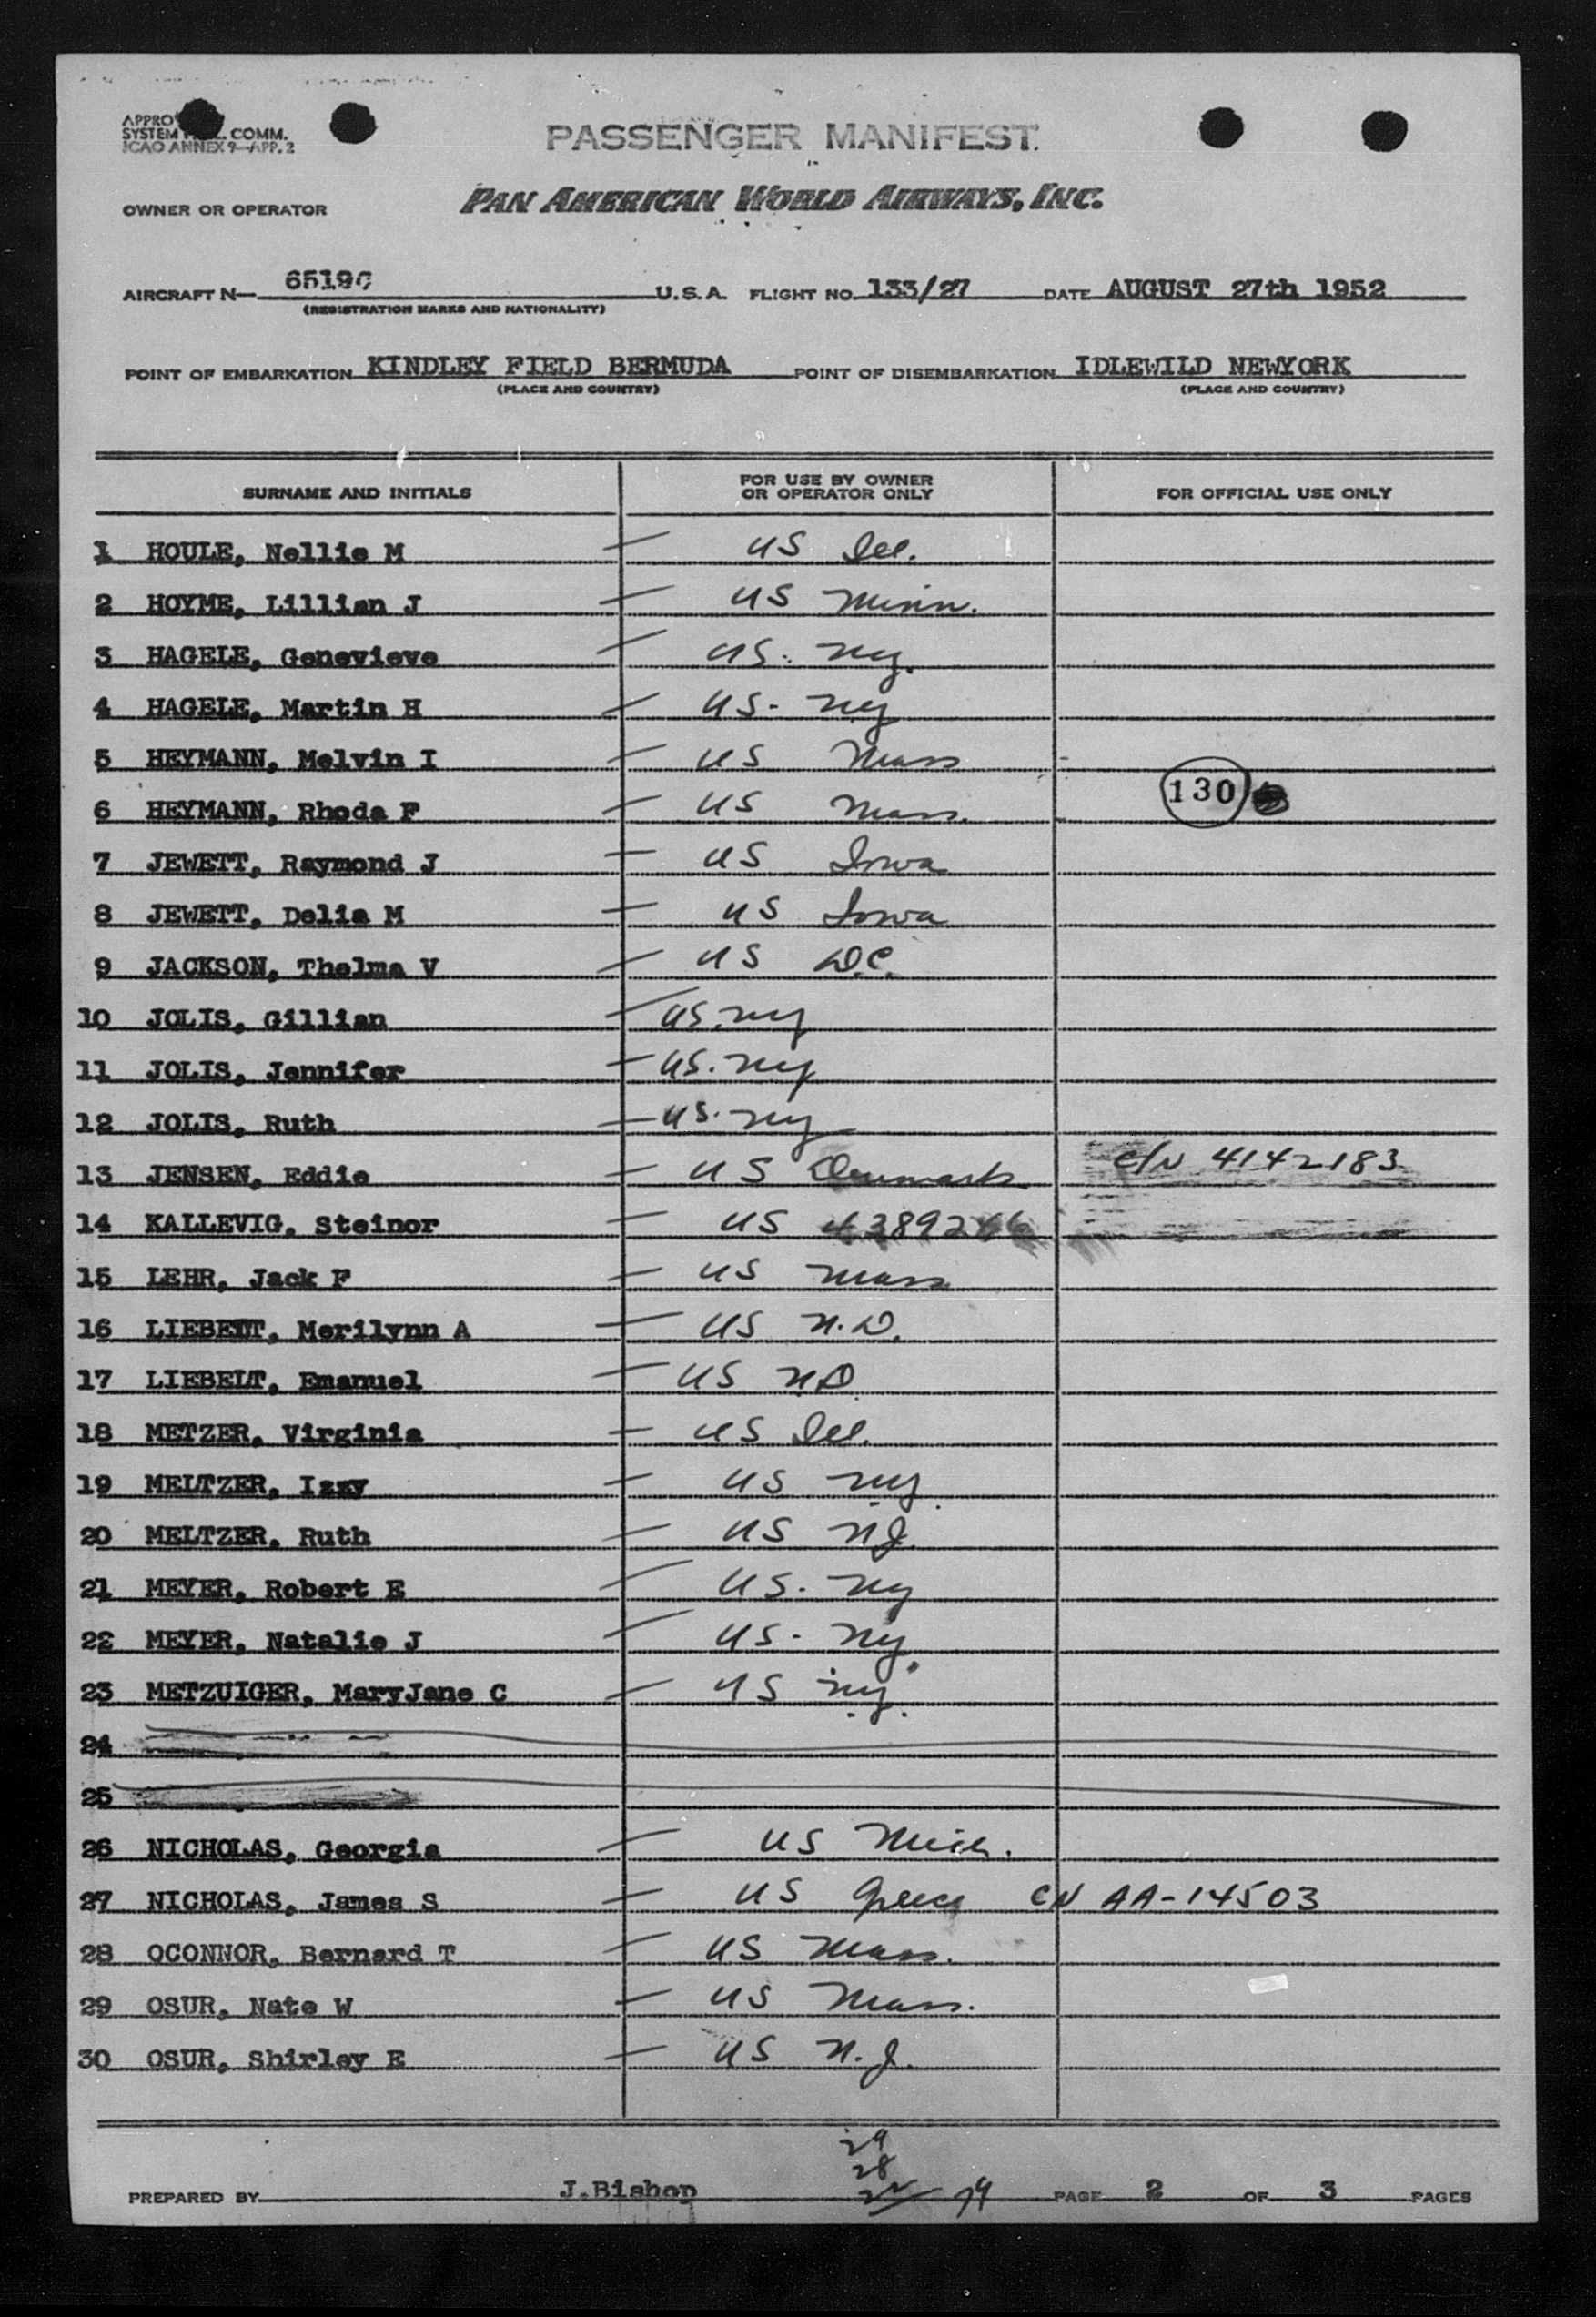 SYSTEM COMM.
ICAO ANNEX 9—APP. 2
PASSENGER MANIFEST.
OWNER OR OPERATOR PAN AMERICAN WORLD AIRWAYS, INC.
AIRCRAFT N— U.S.A. FLIGHT NO. 133/27 DATE AUGUST 27th 1952
(REGISTRATION MARKS AND NATIONALITY)
POINT OF EMBARKATION KINDLEY FIELD BERMUDA POINT OF DISEMBARKATION IDLEWILD NEWYORK
(PLACE AND COUNTRY) (PLACE AND COUNTRY)
SURNAME AND INITIALS FOR USE BY OWNER OR OPERATOR ONLY FOR OFFICIAL USE ONLY
1 HOULE, Nellie M — US Ill.
2 HOYME, Lillian J — US Minn.
3 HAGELE, Genevieve — US. NY.
4 HAGELE, Martin H — US- NY
5 HEYMANN, Melvin I — US Mass
130
6 HEYMANN, Rhoda F — US Mass.
7 JEWETT, Raymond J — US Iowa
8 JEWETT, Delia M — US Iowa
9 JACKSON, Thelma V — US D.C.
10 JOLIS, Gillian — US. NY
11 JOLIS, Jennifer — US. NY
12 JOLIS, Ruth — US. NY
13 JENSEN, Eddie — US Denmark C/N 4142183
14 KALLEVIG, Steinor — US
15 LEHR, Jack F — US Mass
16 Merilynn A — US N.D.
17 LIEBELT, Emanuel — US ND
18 METZER, Virginia — US Ill.
19 MELTZER, Izzy — US NY.
20 MELTZER, Ruth — US NJ.
21 MEYER, Robert E — US. NY
22 MEYER, Natalie J — US- NY
23 METZUIGER, MaryJane C — US NY.
24
25
26 NICHOLAS, Georgia — US Mich.
27 NICHOLAS, James S — US Greece CN AA-14503
28 OCONNOR, Bernard T — US Mass.
29 OSUR, Nate W — US Mass.
30 OSUR, Shirley E — US N.J.
29
28
22 79
PREPARED BY J.Bishop PAGE 2 OF 3 PAGES